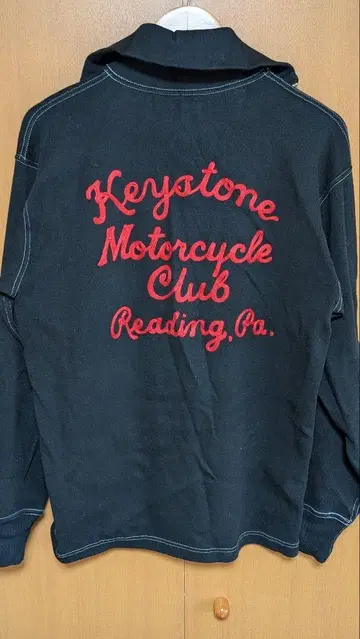 Keystone
Motorcycle
Club
Reading, Pa.